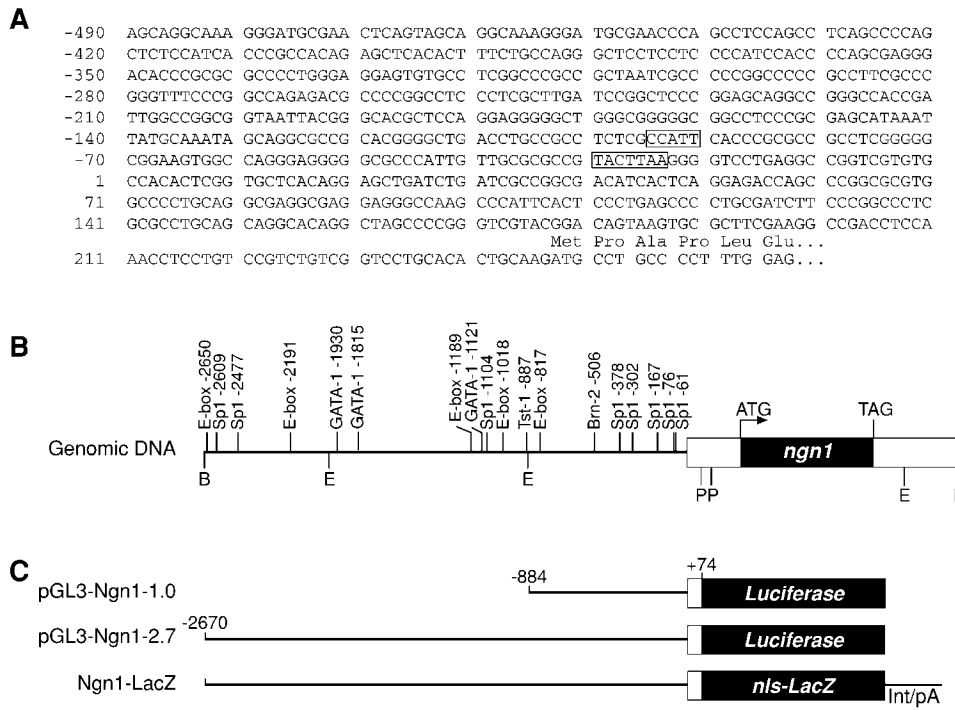 A
-490 AGCAGGCAAA GGGATGCGAA CTCAGTAGCA GGCAAAGGGA TGCGAACCCA GCCTCCAGCC TCAGCCCCAG
-420 CTCTCCATCA CCCGCCACAG AGCTCACACT TTCTGCCAGG GCTCCTCCTC CCCATCCACC CCAGCGAGGG
-350 ACACCCGCGC GCCCCTGGGA GGAGTGTGCC TCGGCCCGCC GCTAATCGCC CCCGGCCCCC GCCTTCGCCC
-280 GGGTTTCCCG GCCAGAGACG CCCCGGCCTC CCTCGCTTGA TCCGGCTCCC GGAGCAGGCC GGGCCACCGA
-210 TTGGCCGGCG GTAATTACGG GGCACGCTCC AGGAGGGGCT GGGCGGGGGC GGCCTCCCGC GAGCATAAAT
-140 TATGCAAATA GCAGGCGCCG CACGGGGCTG ACCTGCCGCC TCTCGCCATT CACCCGCGCC GCCTCGGGGG
-70 CGGAAGTGGC CAGGGAGGGG GCGCCCATTG TTGCGCGCCG TACTTAAGGG GTCCTGAGGC CGGTCGTGTG
1 CCACACTCGG TGCTCACAGG AGCTGATCTG ATCGCCGGCG ACATCACTCA GGAGACCAGC CCGGCGCGTG
71 GCCCCTGCAG GCGAGGCGAG GAGGGCCAAG CCCATTCACT CCCTGAGCCC CTGCGATCTT CCCGGCCCTC
141 GCGCCTGCAG CAGGCACAGG CTAGCCCCGG GTCGTACGGA CAGTAAGTGC GCTTCGAAGG CCGACCTCCA
Met Pro Ala Pro Leu Glu...
211 AACCTCCTGT CCGTCTGTCG GTCCTGCACA CTGCAAGATG CCT GCC CCT TTG GAG...
B
E-box -2650 Sp1 -2609 Sp1 -2477 E-box -2191 GATA-1 -1930 GATA-1 -1815 E-box -1189 GATA-1 -1121 Sp1 -1104 E-box -1018 Tst-1 -887 E-box -817 Brn-2 -506 Sp1 -378 Sp1 -302 Sp1 -167 Sp1 -76 Sp1 -61
ATG TAG
Genomic DNA ngn1
B E E PP E
C
pGL3-Ngn1-1.0 -884 +74 Luciferase
pGL3-Ngn1-2.7 -2670 Luciferase
Ngn1-LacZ nls-LacZ Int/pA